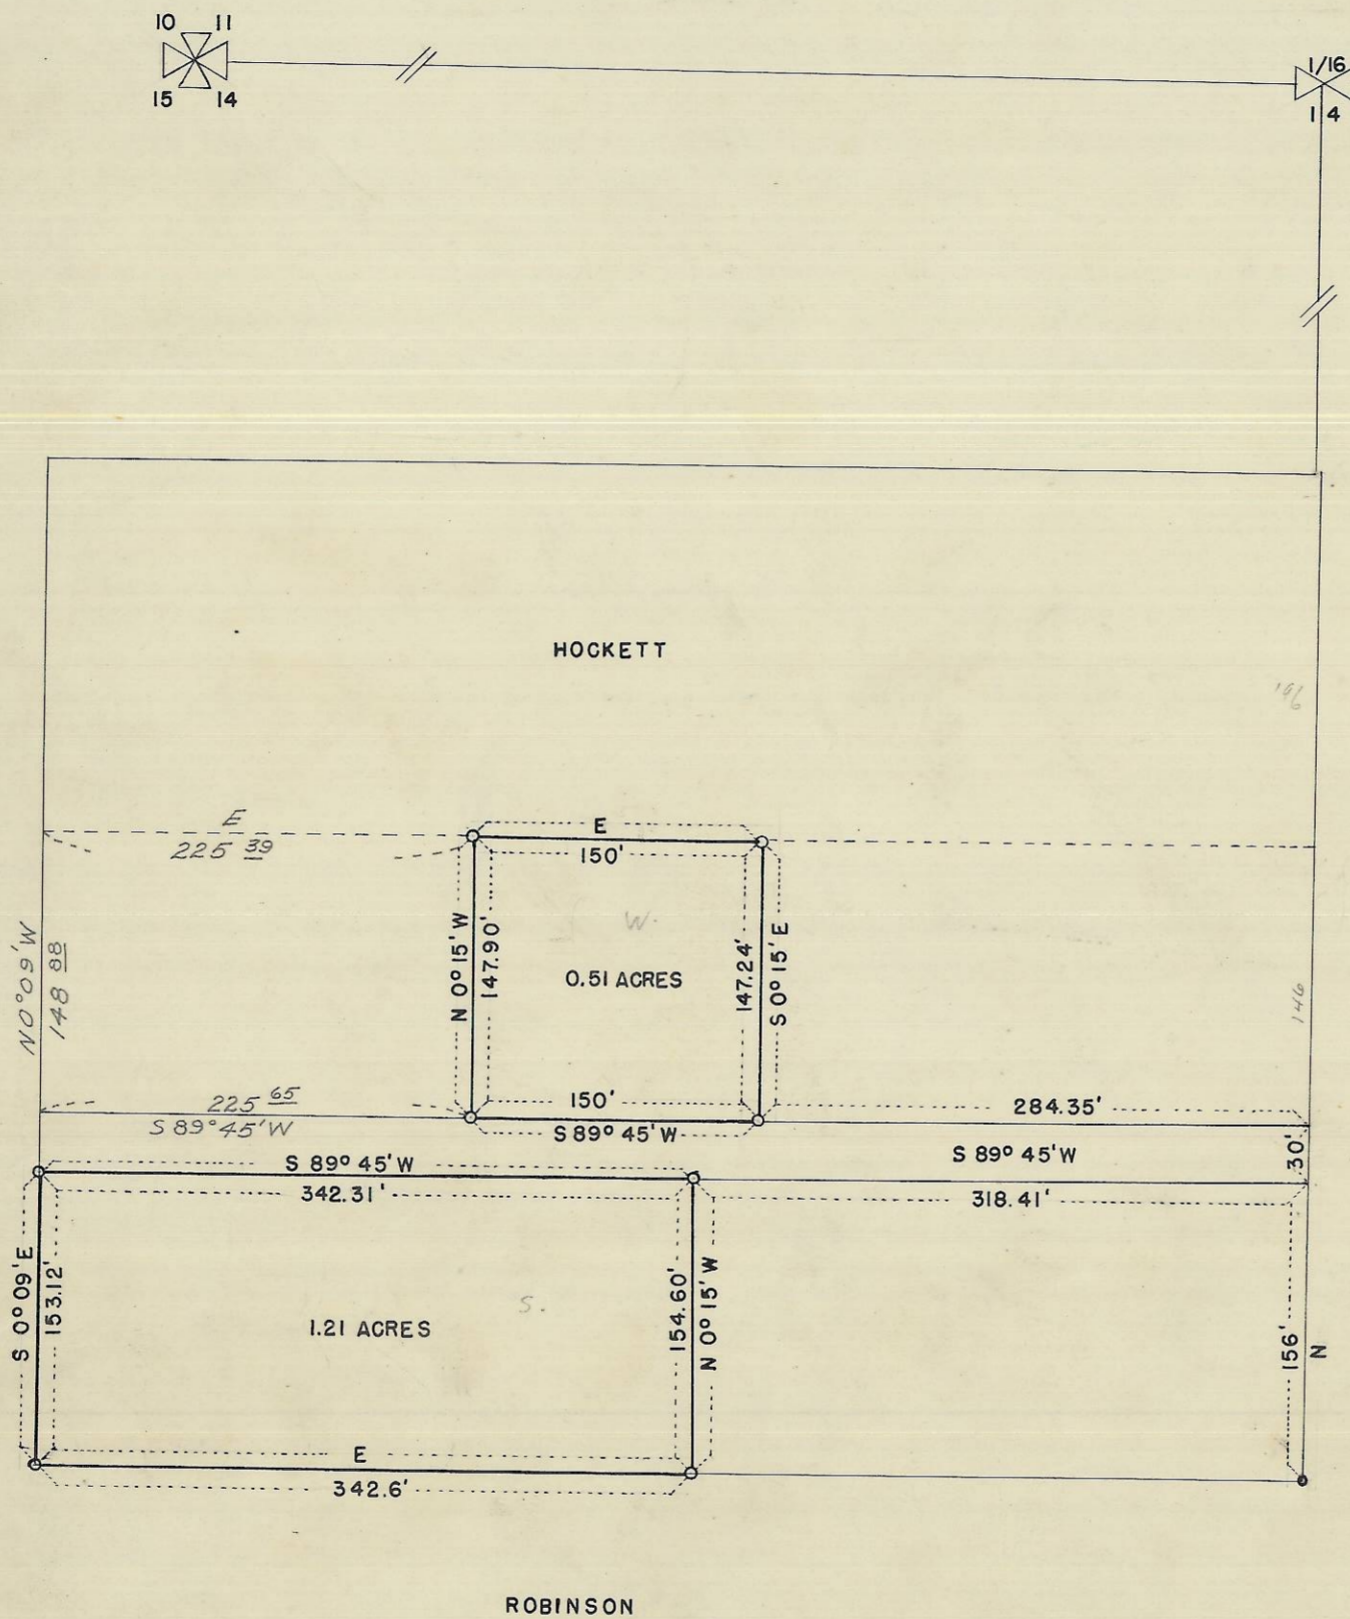 10 11
15 14
1/16
14
HOCKETT
E
225 39
E
150'
N 0° 15' W
147.90'
W.
0.51 ACRES
147.24'
S 0° 15' E
N 0° 09' W
148 88
146
225 65
S 89° 45' W
150'
S 89° 45' W
284.35'
S 89° 45' W
30'
S 89° 45' W
342.31'
318.41'
S 0° 09' E
153.12'
1.21 ACRES
S.
154.60'
N 0° 15' W
156'
N
E
342.6'
ROBINSON